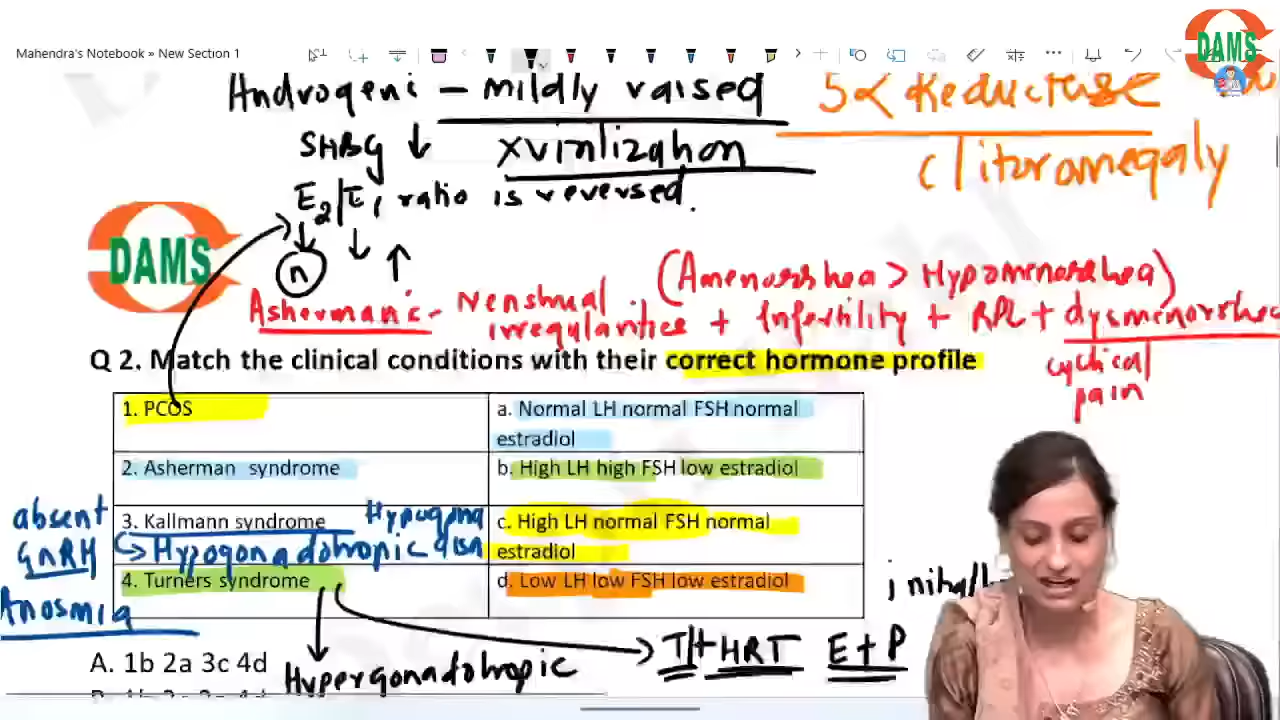 Mahendra's Notebook » New Section 1
DAMS
Androgeni - mildly raised
5α Reductase
SHBG ↓ xvirilization
clitoromegaly
E2/E1 ratio is reversed.
n
DAMS
(Amenorrhea > Hypomenorrhea)
Asherman's - Menstrual irregularities + Infertility + RPL + dysmenorrhea
cyclical
pain
Q 2. Match the clinical conditions with their correct hormone profile
1. PCOS
a. Normal LH normal FSH normal
estradiol
2. Asherman syndrome
b. High LH high FSH low estradiol
absent
GnRH
Anosmia
3. Kallmann syndrome
Hypogonadotropic
c. High LH normal FSH normal
estradiol
4. Turners syndrome
d. Low LH low FSH low estradiol
T/t HRT E+P
Hypergonadotropic
A. 1b 2a 3c 4d